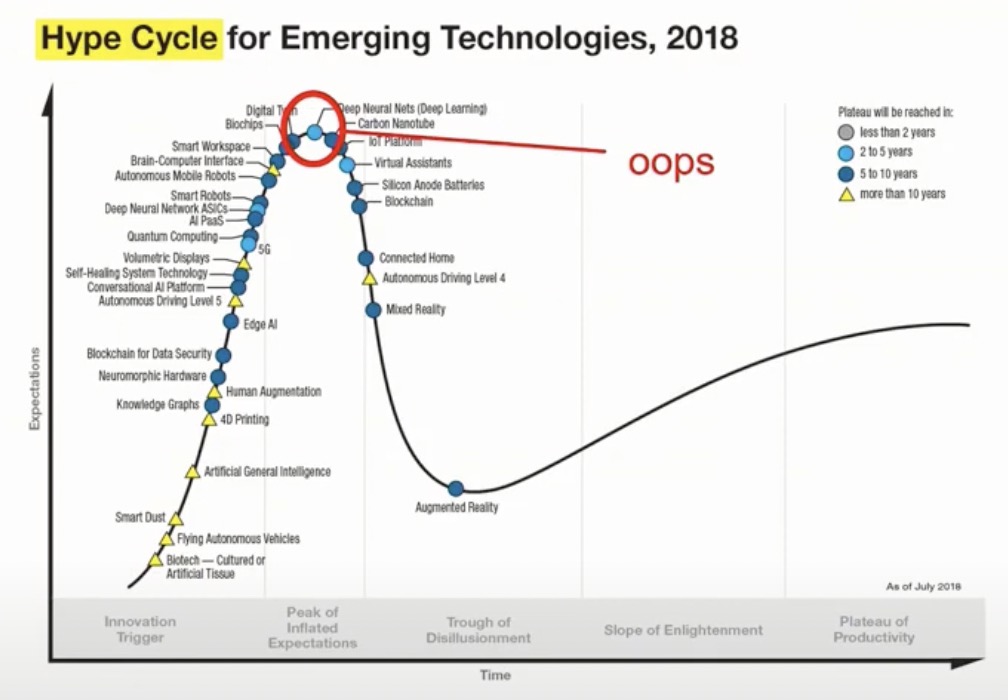 Hype Cycle for Emerging Technologies, 2018
Digital Twin
Biochips
Smart Workspace
Brain-Computer Interface
Autonomous Mobile Robots
Smart Robots
Deep Neural Network ASICs
AI PaaS
Quantum Computing
5G
Volumetric Displays
Self-Healing System Technology
Conversational AI Platform
Autonomous Driving Level 5
Edge AI
Blockchain for Data Security
Neuromorphic Hardware
Human Augmentation
Knowledge Graphs
4D Printing
Artificial General Intelligence
Smart Dust
Flying Autonomous Vehicles
Biotech — Cultured or
Artificial Tissue
Deep Neural Nets (Deep Learning)
Carbon Nanotube
IoT Platform
Virtual Assistants
Silicon Anode Batteries
Blockchain
Connected Home
Autonomous Driving Level 4
Mixed Reality
Augmented Reality
oops
Plateau will be reached in:
less than 2 years
2 to 5 years
5 to 10 years
more than 10 years
As of July 2018
Expectations
Innovation
Trigger
Peak of
Inflated
Expectations
Trough of
Disillusionment
Slope of Enlightenment
Plateau of
Productivity
Time